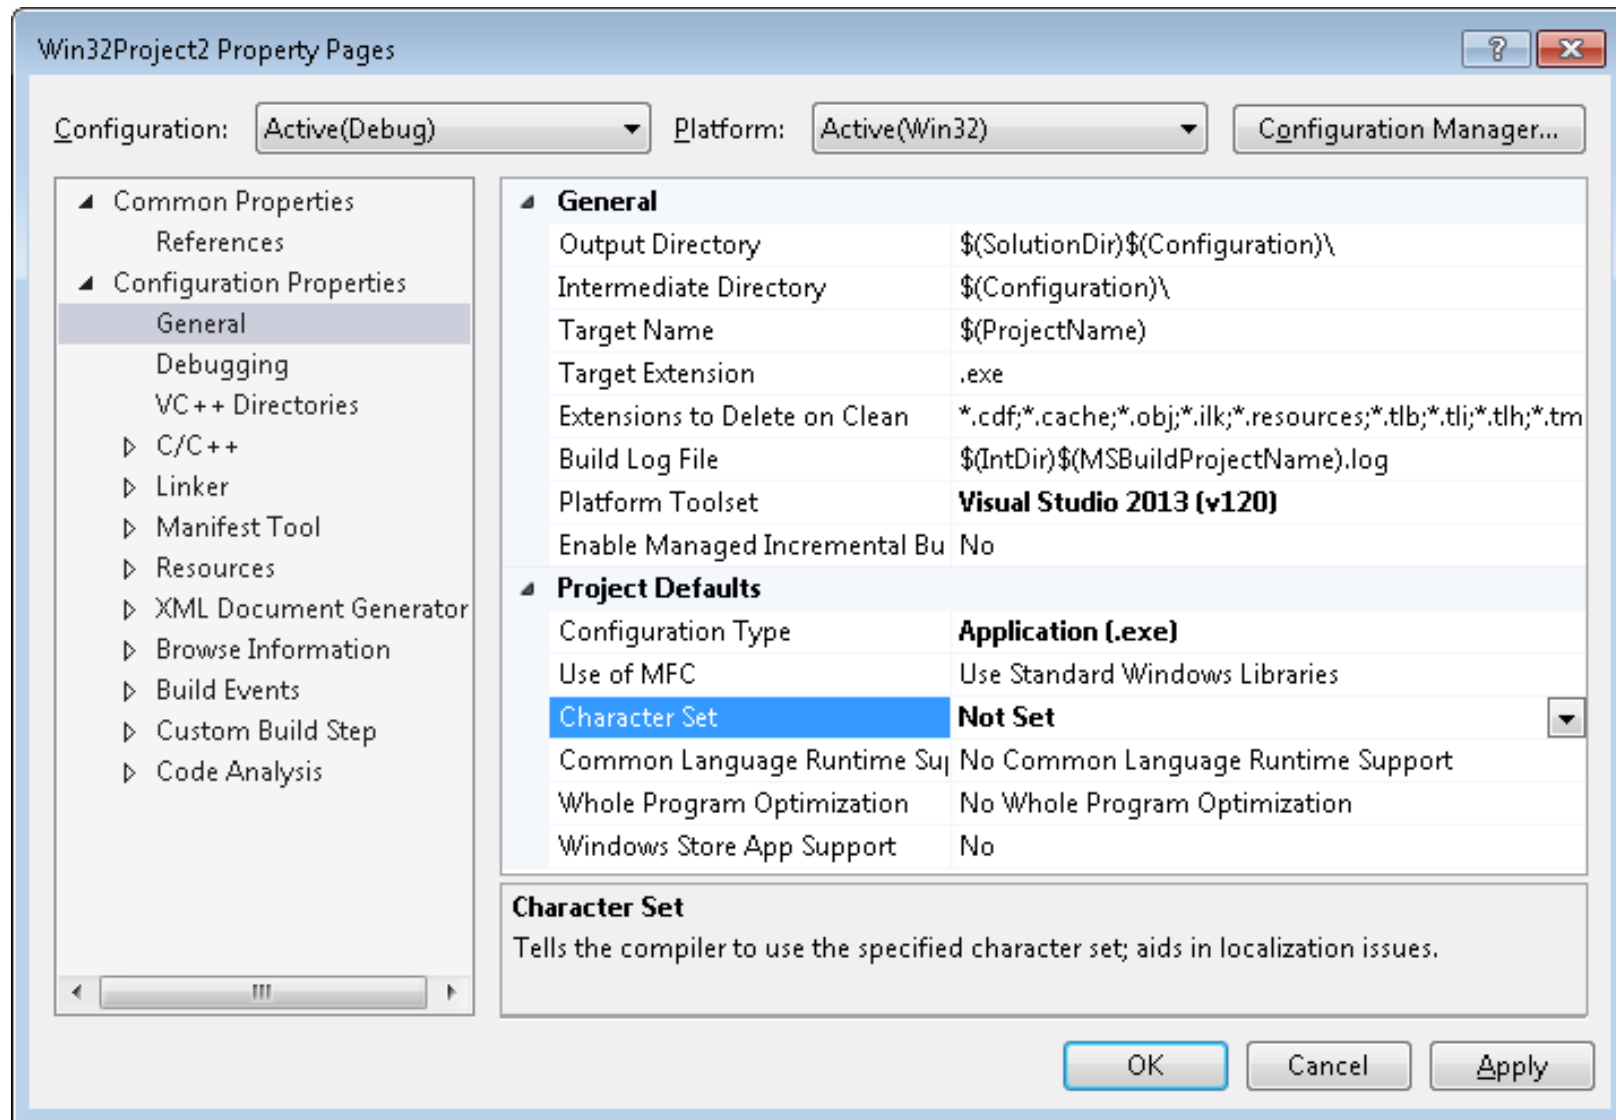 Win32Project2 Property Pages
Configuration: Active(Debug) Platform: Active(Win32) Configuration Manager...
Common Properties
References
Configuration Properties
General
Debugging
VC++ Directories
C/C++
Linker
Manifest Tool
Resources
XML Document Generator
Browse Information
Build Events
Custom Build Step
Code Analysis
General
Output Directory $(SolutionDir)$(Configuration)\
Intermediate Directory $(Configuration)\
Target Name $(ProjectName)
Target Extension .exe
Extensions to Delete on Clean *.cdf;*.cache;*.obj;*.ilk;*.resources;*.tlb;*.tli;*.tlh;*.tm
Build Log File $(IntDir)$(MSBuildProjectName).log
Platform Toolset Visual Studio 2013 (v120)
Enable Managed Incremental Bu No
Project Defaults
Configuration Type Application (.exe)
Use of MFC Use Standard Windows Libraries
Character Set Not Set
Common Language Runtime Sup No Common Language Runtime Support
Whole Program Optimization No Whole Program Optimization
Windows Store App Support No
Character Set
Tells the compiler to use the specified character set; aids in localization issues.
OK Cancel Apply